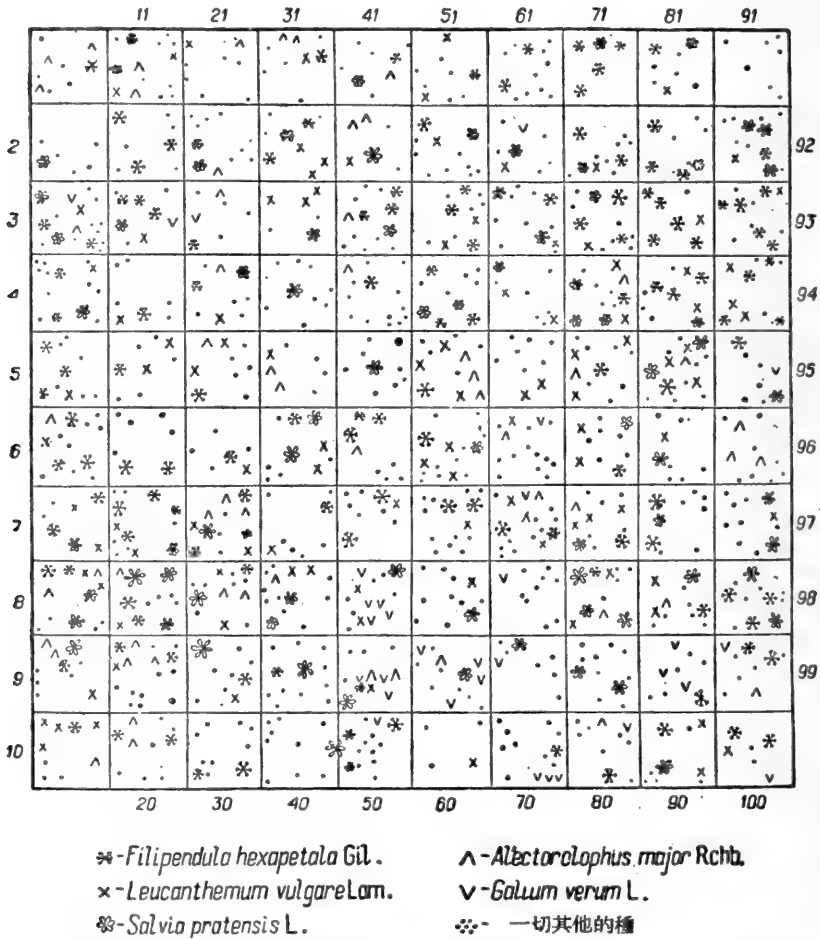 11 21 31 41 51 61 71 81 91
2 92
3 93
4 94
5 95
6 96
7 97
8 98
9 99
10
20 30 40 50 60 70 80 90 100
-Filipendula hexapetala Gil.
-Leucanthemum vulgare Lam.
-Salvia pratensis L.
-Alectorolophus major Rchb.
-Galium verum L.
- 一切其他的種